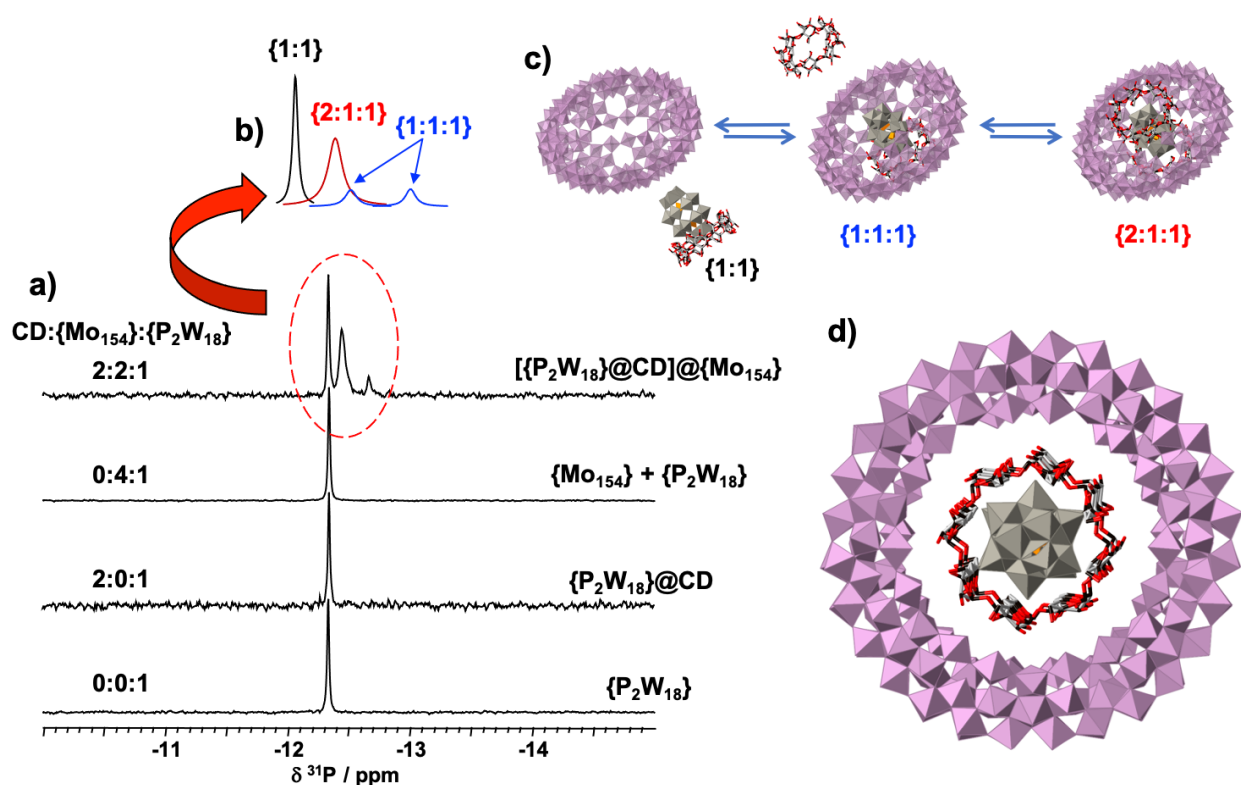 b)
{1:1}
{2:1:1}
{1:1:1}
c)
{1:1}
{1:1:1}
{2:1:1}
a)
CD:{Mo154}:{P2W18}
2:2:1
[{P2W18}@CD]@{Mo154}
0:4:1
{Mo154} + {P2W18}
2:0:1
{P2W18}@CD
0:0:1
{P2W18}
-11 -12 -13 -14
δ 31P / ppm
d)